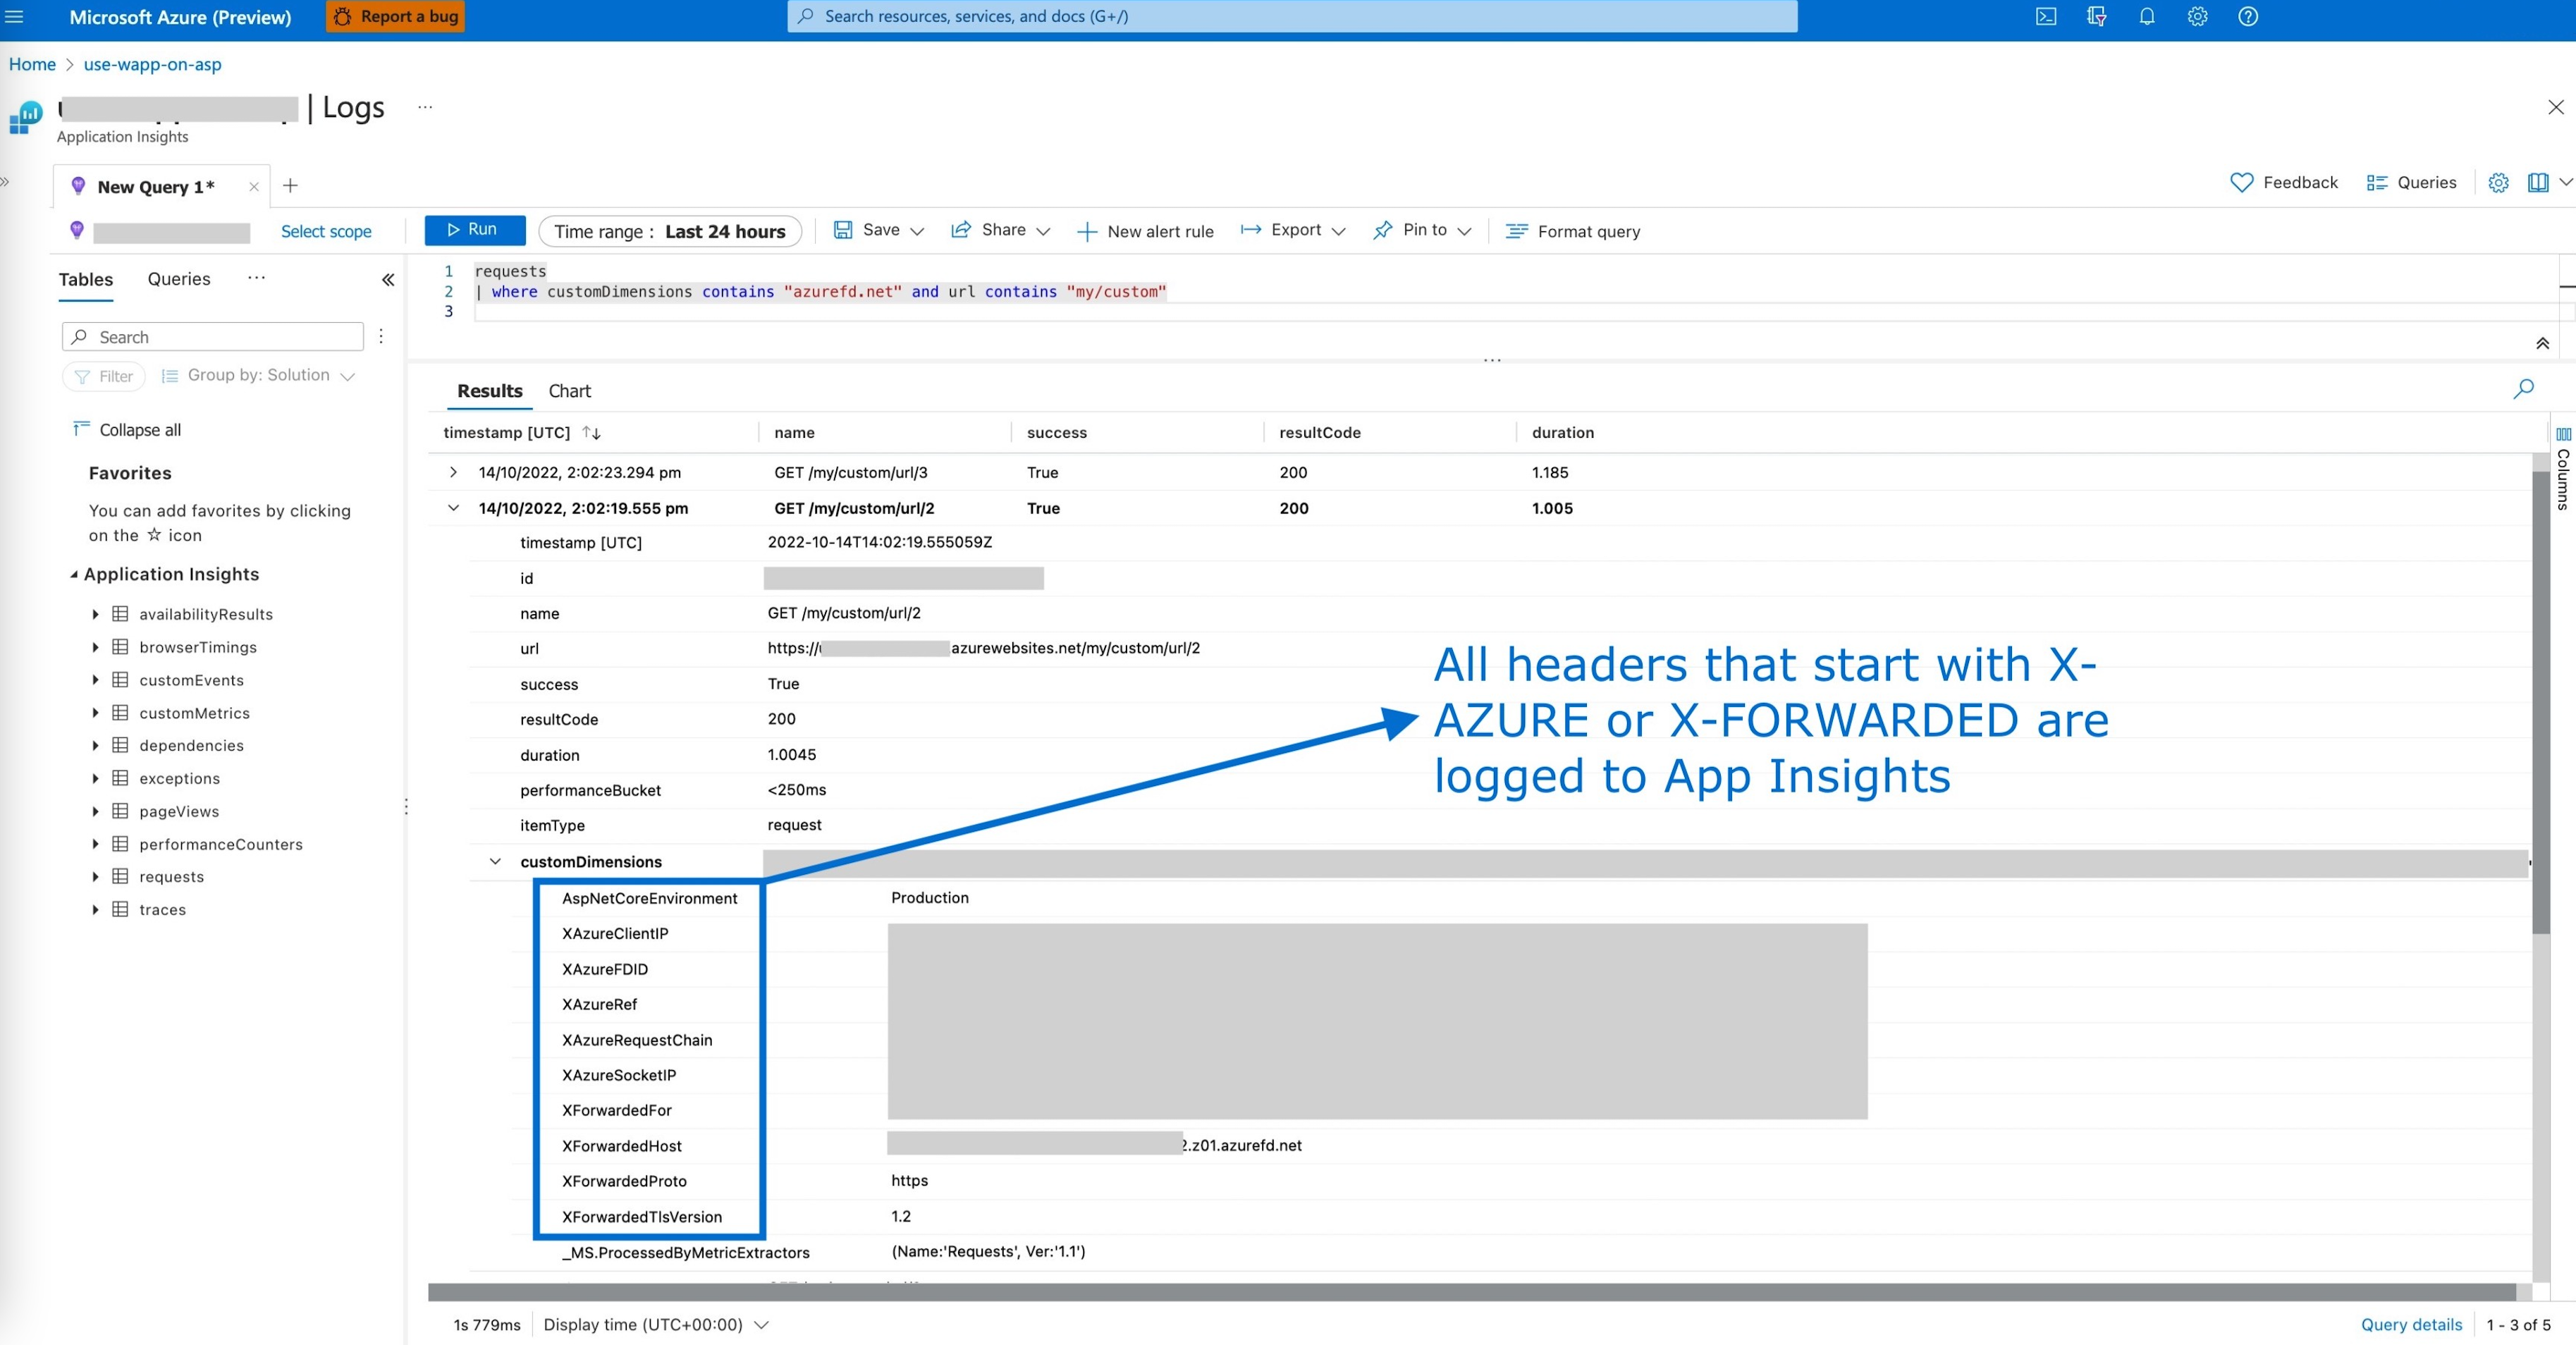 Microsoft Azure (Preview)
Report a bug
Search resources, services, and docs (G+/)
Home > use-wapp-on-asp
| Logs ...
Application Insights
New Query 1*
Feedback
Queries
Select scope
Run
Time range : Last 24 hours
Save
Share
New alert rule
Export
Pin to
Format query
Tables
Queries
...
1 requests
2 | where customDimensions contains "azurefd.net" and url contains "my/custom"
3
Search
Filter
Group by: Solution
Collapse all
Favorites
You can add favorites by clicking
on the ☆ icon
Application Insights
availabilityResults
browserTimings
customEvents
customMetrics
dependencies
exceptions
pageViews
performanceCounters
requests
traces
Results
Chart
timestamp [UTC] name success resultCode duration
14/10/2022, 2:02:23.294 pm GET /my/custom/url/3 True 200 1.185
14/10/2022, 2:02:19.555 pm GET /my/custom/url/2 True 200 1.005
timestamp [UTC] 2022-10-14T14:02:19.555059Z
id
name GET /my/custom/url/2
url https:// azurewebsites.net/my/custom/url/2
success True
resultCode 200
duration 1.0045
performanceBucket <250ms
itemType request
customDimensions
AspNetCoreEnvironment Production
XAzureClientIP
XAzureFDID
XAzureRef
XAzureRequestChain
XAzureSocketIP
XForwardedFor
XForwardedHost 2.z01.azurefd.net
XForwardedProto https
XForwardedTlsVersion 1.2
_MS.ProcessedByMetricExtractors (Name:'Requests', Ver:'1.1')
All headers that start with X-
AZURE or X-FORWARDED are
logged to App Insights
Columns
1s 779ms
Display time (UTC+00:00)
Query details
1 - 3 of 5